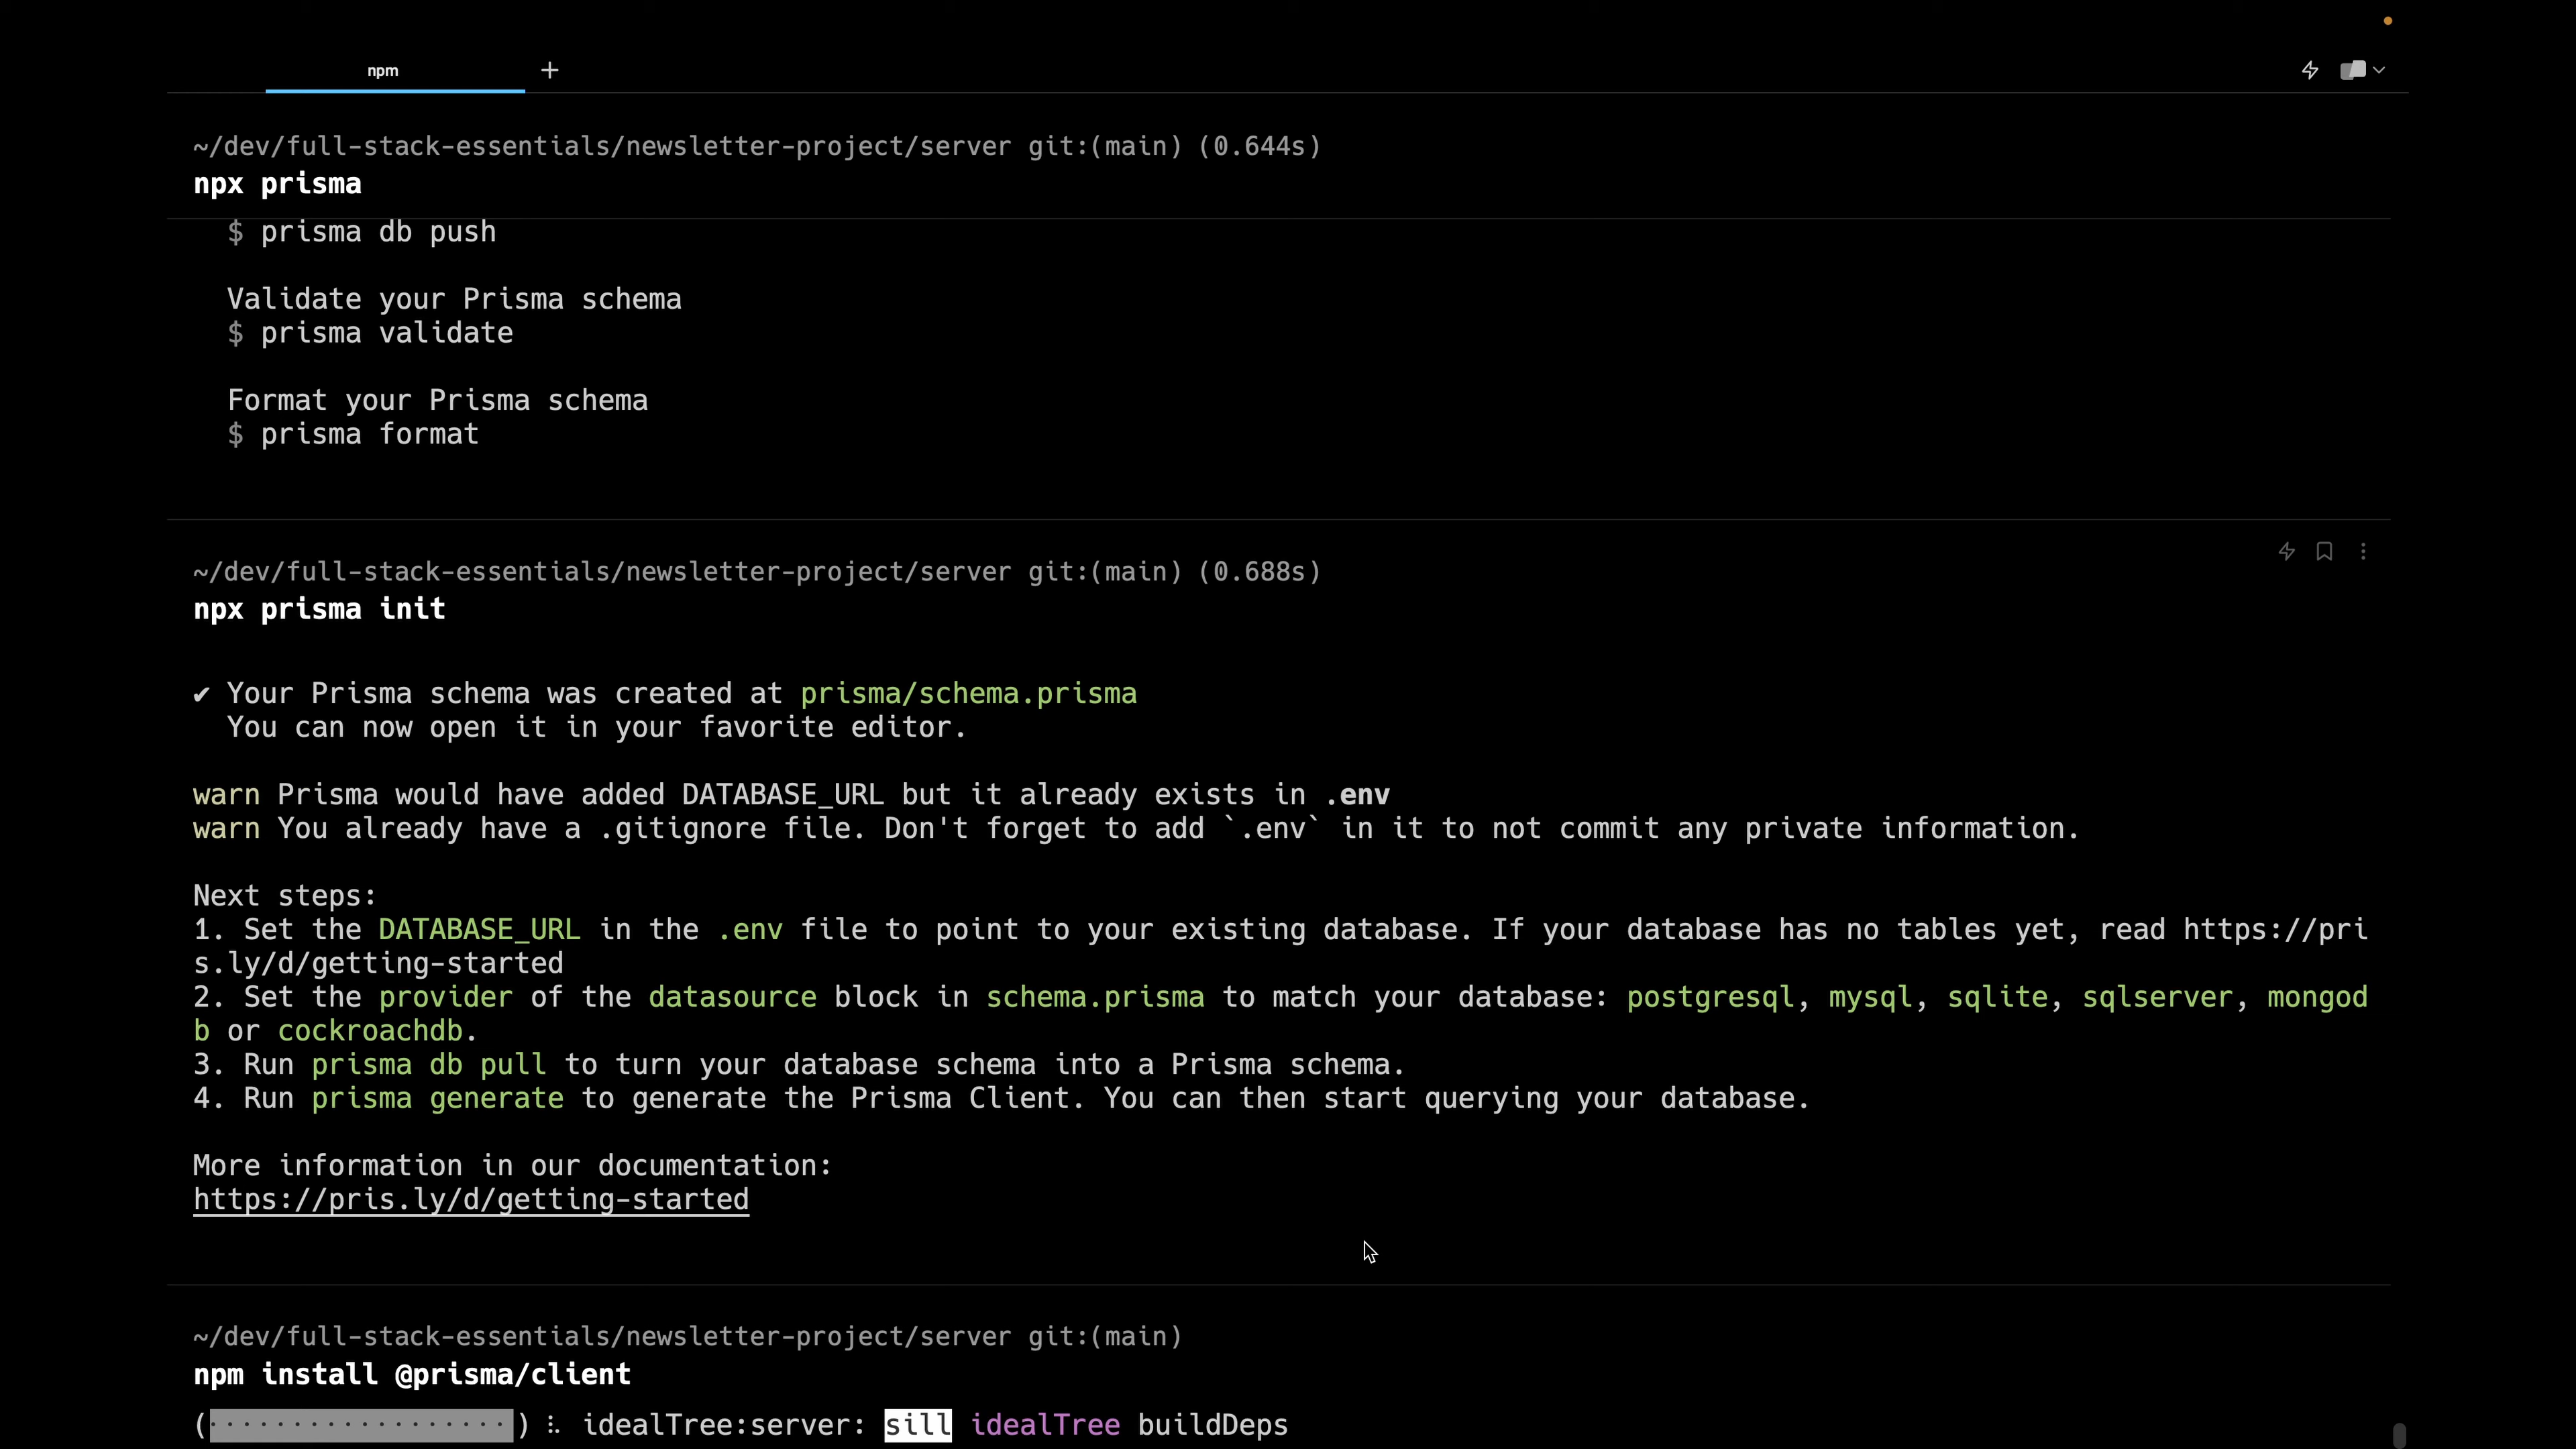 npm
~/dev/full-stack-essentials/newsletter-project/server git:(main) (0.644s)
npx prisma
$ prisma db push
Validate your Prisma schema
$ prisma validate
Format your Prisma schema
$ prisma format
~/dev/full-stack-essentials/newsletter-project/server git:(main) (0.688s)
npx prisma init
✔ Your Prisma schema was created at prisma/schema.prisma
You can now open it in your favorite editor.
warn Prisma would have added DATABASE_URL but it already exists in .env
warn You already have a .gitignore file. Don't forget to add `.env` in it to not commit any private information.
Next steps:
1. Set the DATABASE_URL in the .env file to point to your existing database. If your database has no tables yet, read https://pri
s.ly/d/getting-started
2. Set the provider of the datasource block in schema.prisma to match your database: postgresql, mysql, sqlite, sqlserver, mongod
b or cockroachdb.
3. Run prisma db pull to turn your database schema into a Prisma schema.
4. Run prisma generate to generate the Prisma Client. You can then start querying your database.
More information in our documentation:
https://pris.ly/d/getting-started
~/dev/full-stack-essentials/newsletter-project/server git:(main)
npm install @prisma/client
(··················) ⠧ idealTree:server: sill idealTree buildDeps